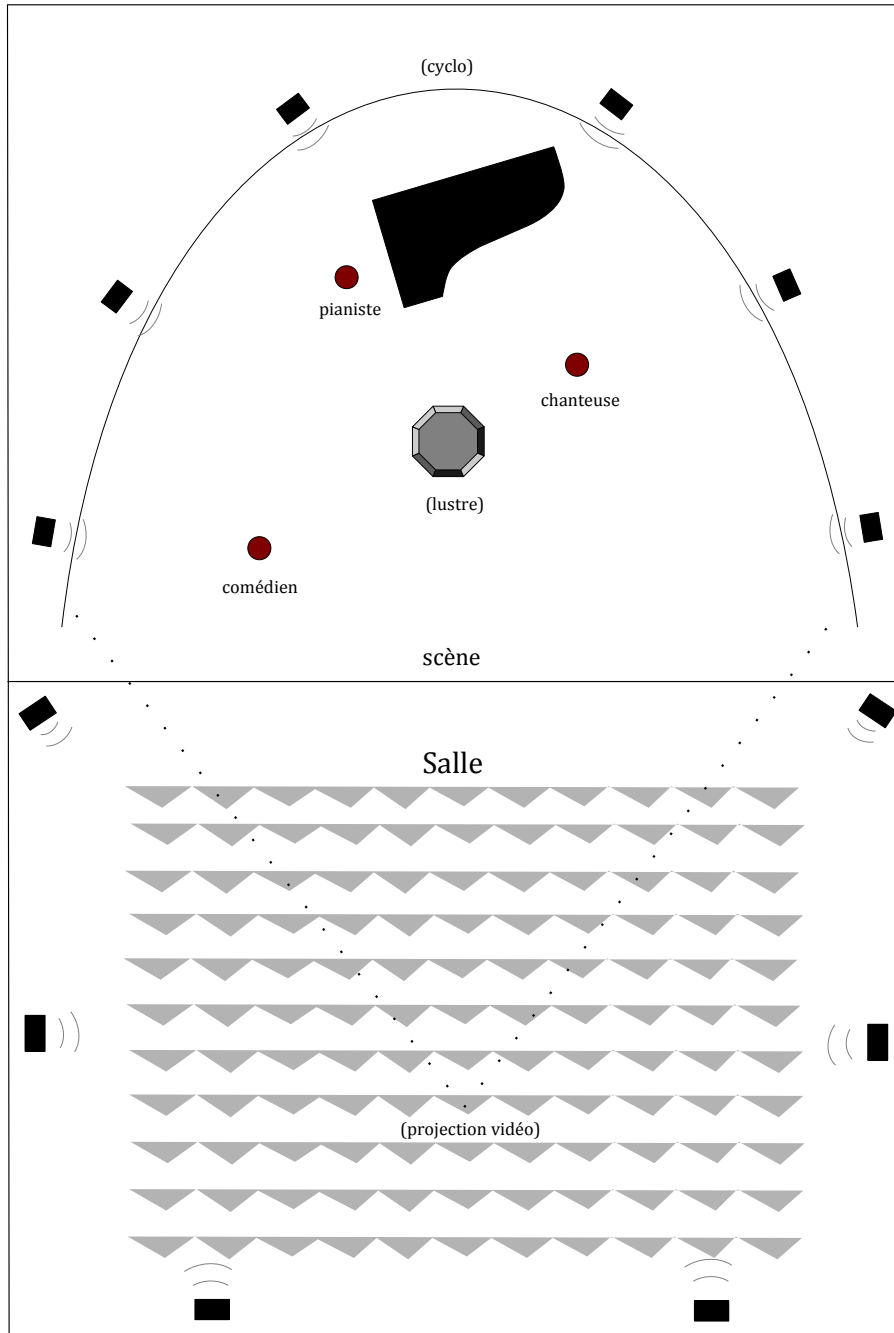 (cyclo)
pianiste
chanteuse
(lustre)
comédien
scène
Salle
(projection vidéo)